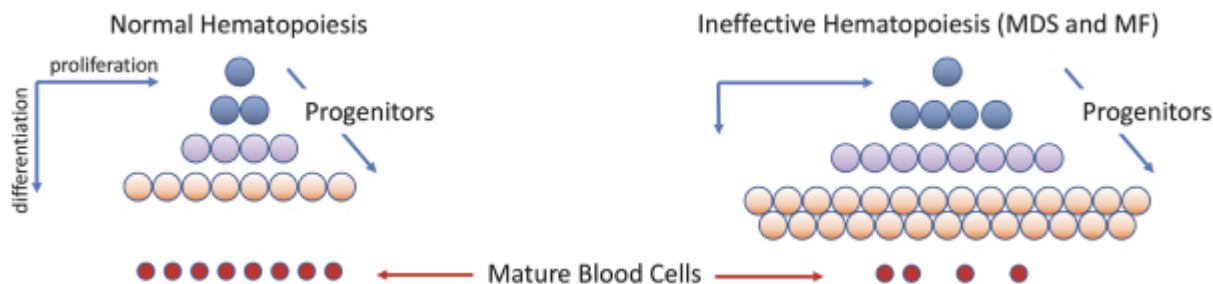 Normal Hematopoiesis
Ineffective Hematopoiesis (MDS and MF)
proliferation
differentiation
Progenitors
Progenitors
Mature Blood Cells